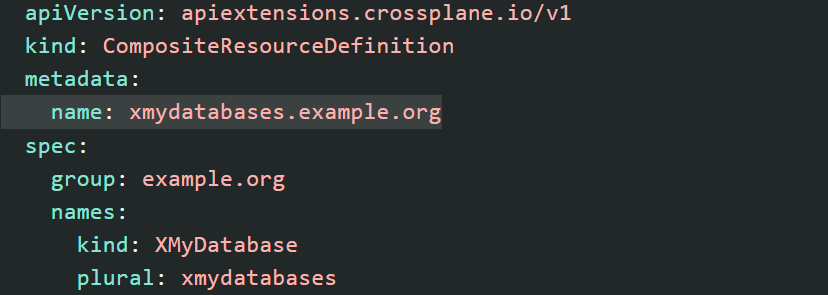 apiVersion: apiextensions.crossplane.io/v1
kind: CompositeResourceDefinition
metadata:
  name: xmydatabases.example.org
spec:
  group: example.org
  names:
    kind: XMyDatabase
    plural: xmydatabases